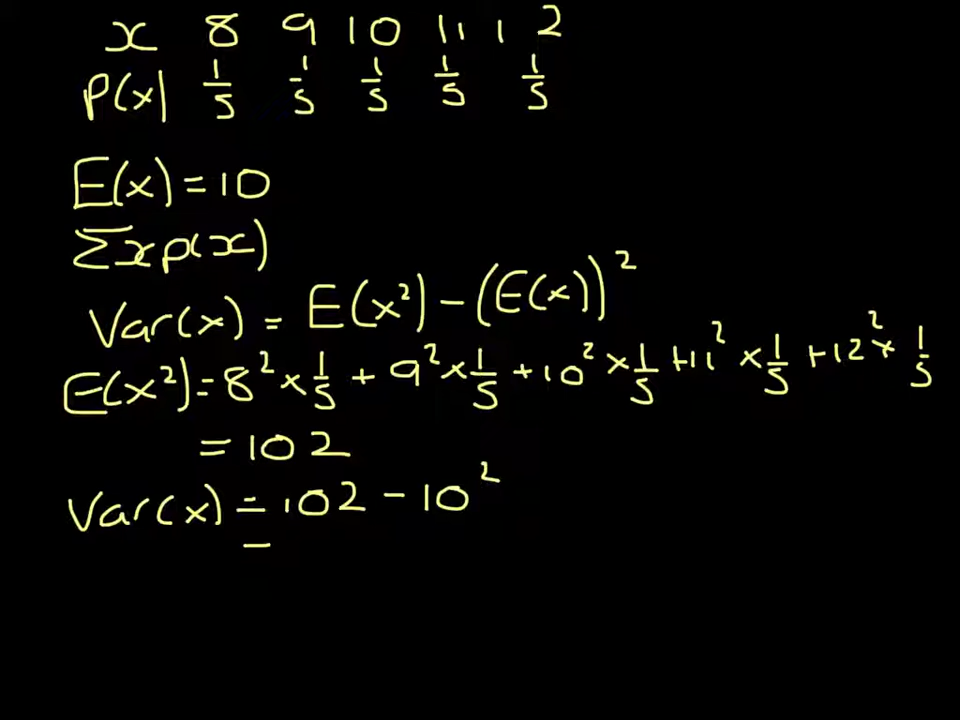 x 8 9 10 11 12
P(x) 1/5 1/5 1/5 1/5 1/5
E(x) = 10
Σxp(x)
Var(x) = E(x²) - (E(x))²
E(x²) = 8² × 1/5 + 9² × 1/5 + 10² × 1/5 + 11² × 1/5 + 12² × 1/5
= 102
Var(x) = 102 - 10²